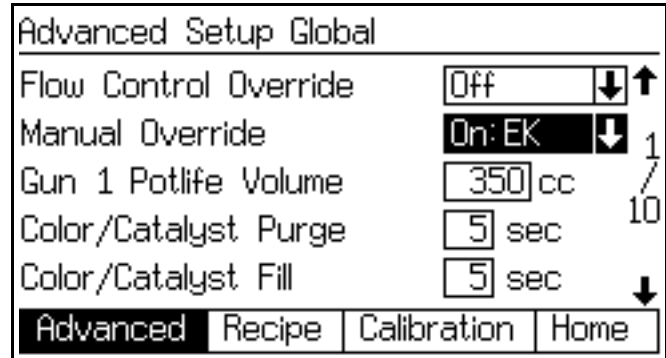 Advanced Setup Global
Flow Control Override Off
Manual Override On: EK
Gun 1 Potlife Volume 350 cc
Color/Catalyst Purge 5 sec
Color/Catalyst Fill 5 sec
1/10
Advanced Recipe Calibration Home